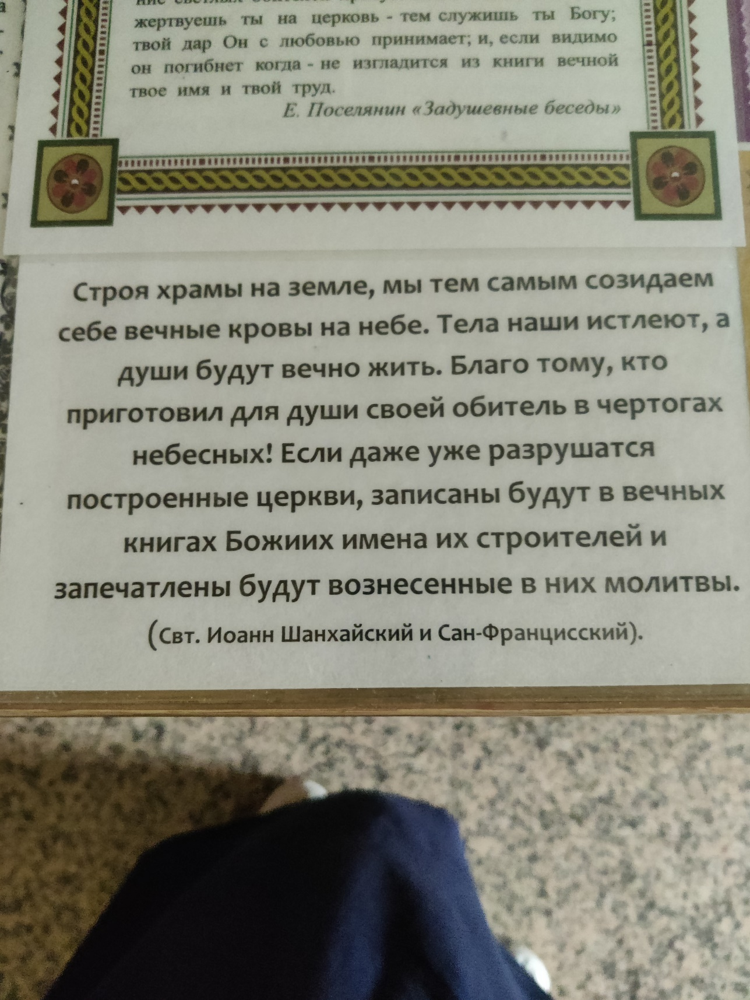 жертвуешь ты на церковь - тем служишь ты Богу;
твой дар Он с любовью принимает; и, если видимо
он погибнет когда - не изгладится из книги вечной
твое имя и твой труд.
Е. Поселянин «Задушевные беседы»
Строя храмы на земле, мы тем самым созидаем
себе вечные кровы на небе. Тела наши истлеют, а
души будут вечно жить. Благо тому, кто
приготовил для души своей обитель в чертогах
небесных! Если даже уже разрушатся
построенные церкви, записаны будут в вечных
книгах Божиих имена их строителей и
запечатлены будут вознесенные в них молитвы.
(Свт. Иоанн Шанхайский и Сан-Францисский).